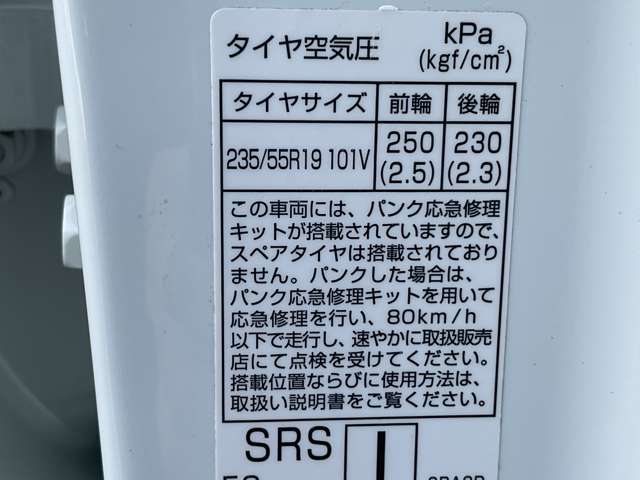 タイヤ空気圧 kPa
(kgf/cm²)
タイヤサイズ 前輪 後輪
235/55R19 101V 250 230
(2.5) (2.3)
この車両には、パンク応急修理
キットが搭載されていますので、
スペアタイヤは搭載されており
ません。パンクした場合は、
パンク応急修理キットを用いて
応急修理を行い、80km/h
以下で走行し、速やかに取扱販売
店にて点検を受けてください。
搭載位置ならびに使用方法は、
取扱い説明書をご覧ください。
SRS